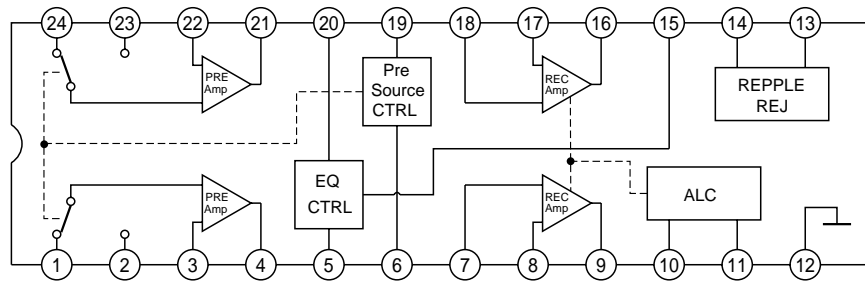 24 23 22 21 20 19 18 17 16 15 14 13
PRE
Amp
Pre
Source
CTRL
REC
Amp
REPPLE
REJ
PRE
Amp
EQ
CTRL
REC
Amp
ALC
1 2 3 4 5 6 7 8 9 10 11 12